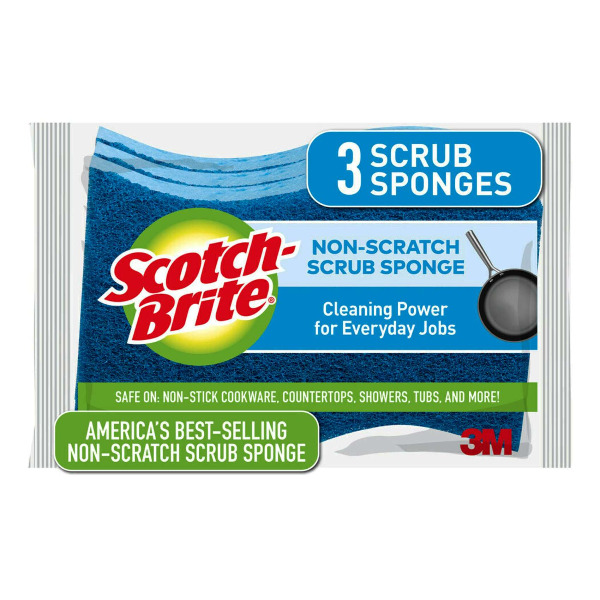 3 SCRUB
SPONGES
Scotch-
Brite®
NON-SCRATCH
SCRUB SPONGE
Cleaning Power
for Everyday Jobs
SAFE ON: NON-STICK COOKWARE, COUNTERTOPS, SHOWERS, TUBS, AND MORE!
AMERICA'S BEST-SELLING
NON-SCRATCH SCRUB SPONGE
3M